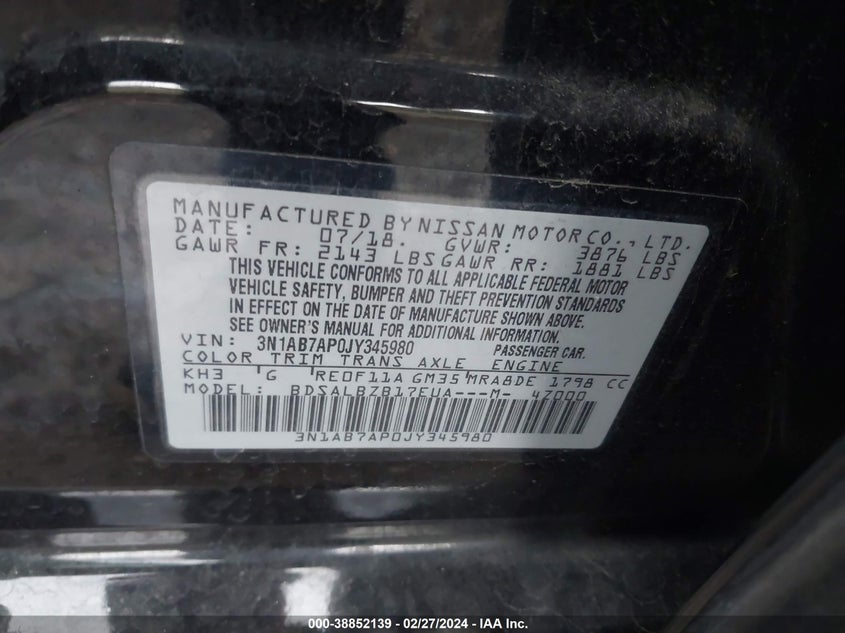 MANUFACTURED BY NISSAN MOTOR CO., LTD.
DATE: 07/18. GVWR: 3876 LBS
GAWR FR: 2143 LBS GAWR RR: 1881 LBS
THIS VEHICLE CONFORMS TO ALL APPLICABLE FEDERAL MOTOR
VEHICLE SAFETY, BUMPER AND THEFT PREVENTION STANDARDS
IN EFFECT ON THE DATE OF MANUFACTURE SHOWN ABOVE.
SEE OWNER'S MANUAL FOR ADDITIONAL INFORMATION.
VIN: 3N1AB7AP0JY345980 PASSENGER CAR.
COLOR TRIM TRANS AXLE ENGINE
KH3 G RE0F11A GM35 MRA8DE 1798 CC
MODEL: BDSALBZB17EUA---M- 47000
3N1AB7AP0JY345980
000-38852139 - 02/27/2024 - IAA Inc.